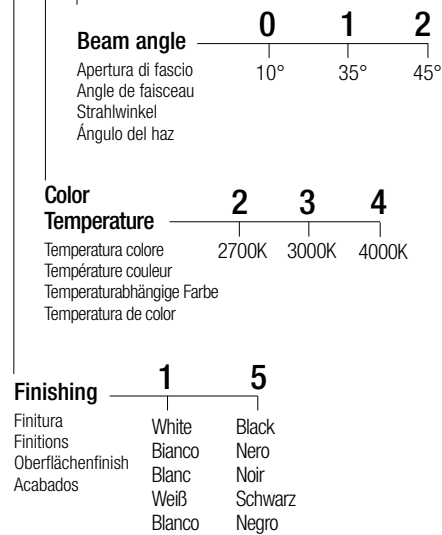 Beam angle 0 1 2
Apertura di fascio 10° 35° 45°
Angle de faisceau
Strahlwinkel
Ángulo del haz
Color
Temperature 2 3 4
Temperatura colore 2700K 3000K 4000K
Température couleur
Temperaturabhängige Farbe
Temperatura de color
Finishing 1 5
Finitura White Black
Finitions Bianco Nero
Oberflächenfinish Blanc Noir
Acabados Weiß Schwarz
Blanco Negro